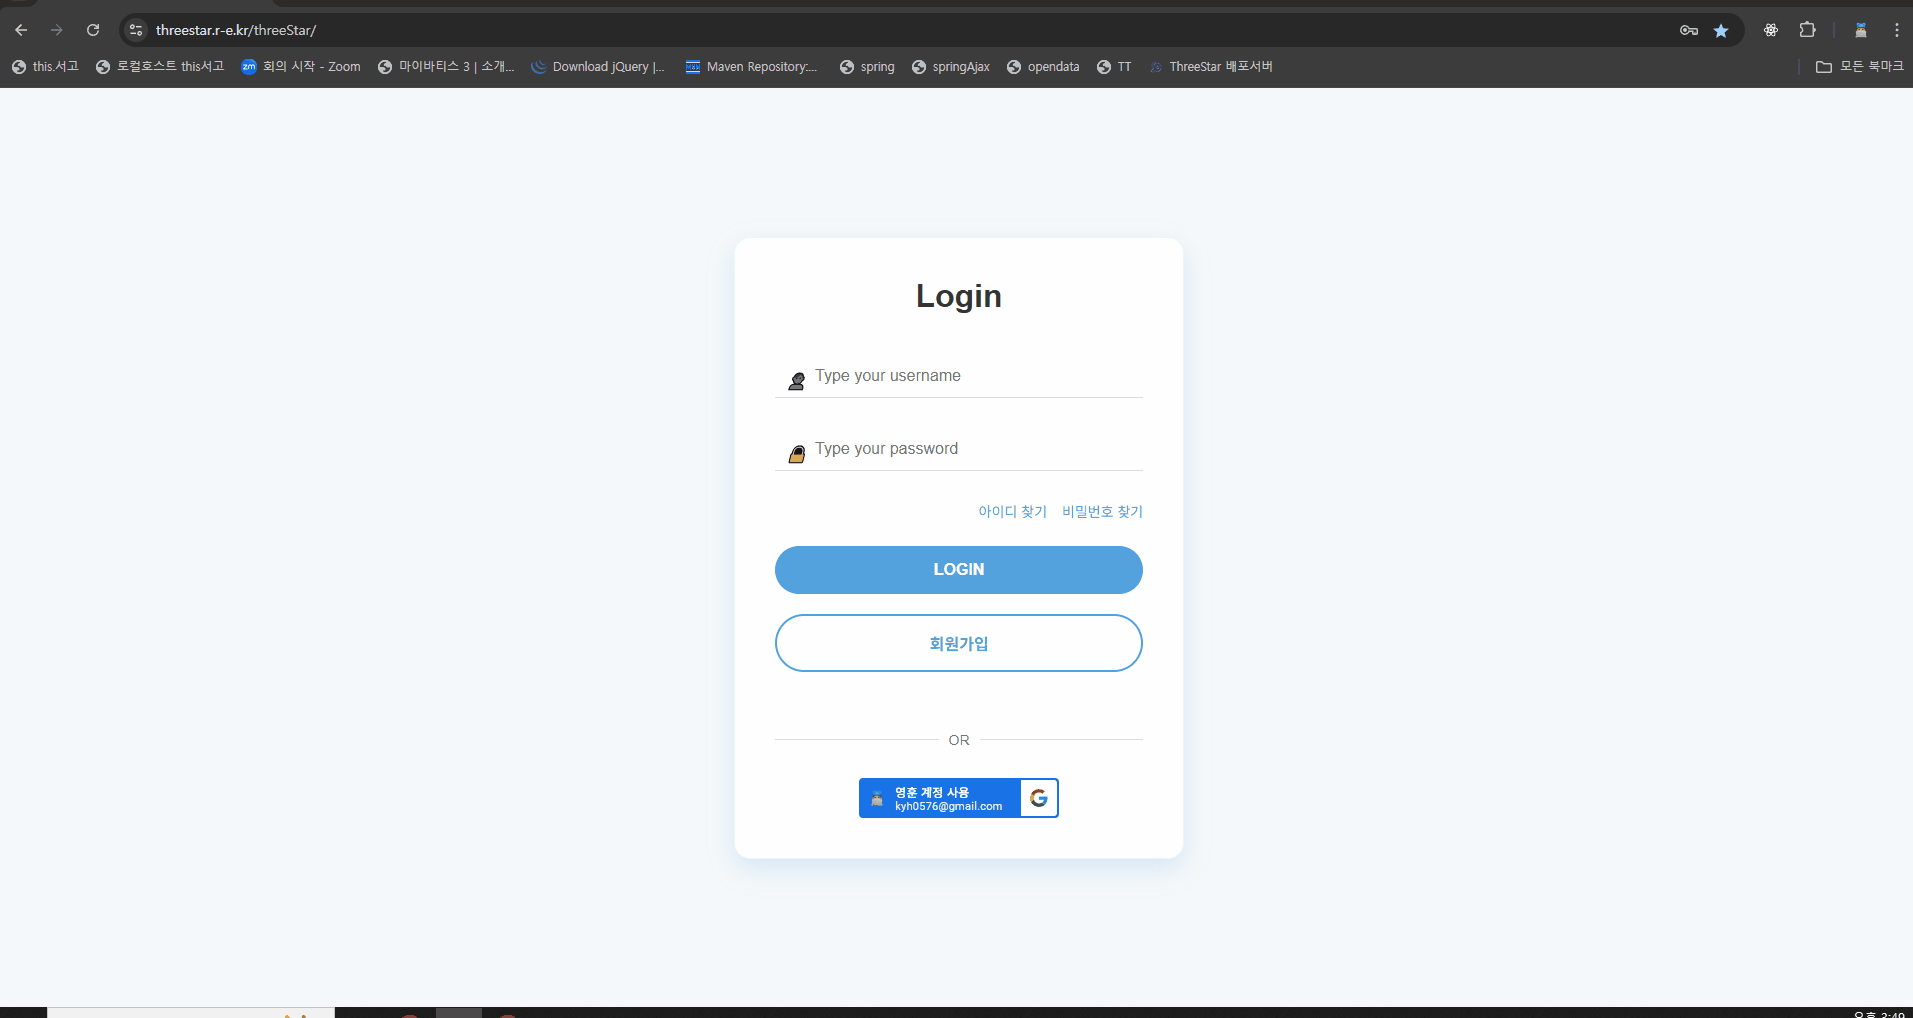 threestar.r-e.kr/threeStar/
this.서고 로컬호스트 this서고 zm 회의 시작 - Zoom 마이바티스 3 | 소개... Download jQuery |... Maven Repository:... spring springAjax opendata TT ThreeStar 배포서버 모든 북마크
Login
Type your username
Type your password
아이디 찾기 비밀번호 찾기
LOGIN
회원가입
OR
영훈 계정 사용
kyh0576@gmail.com